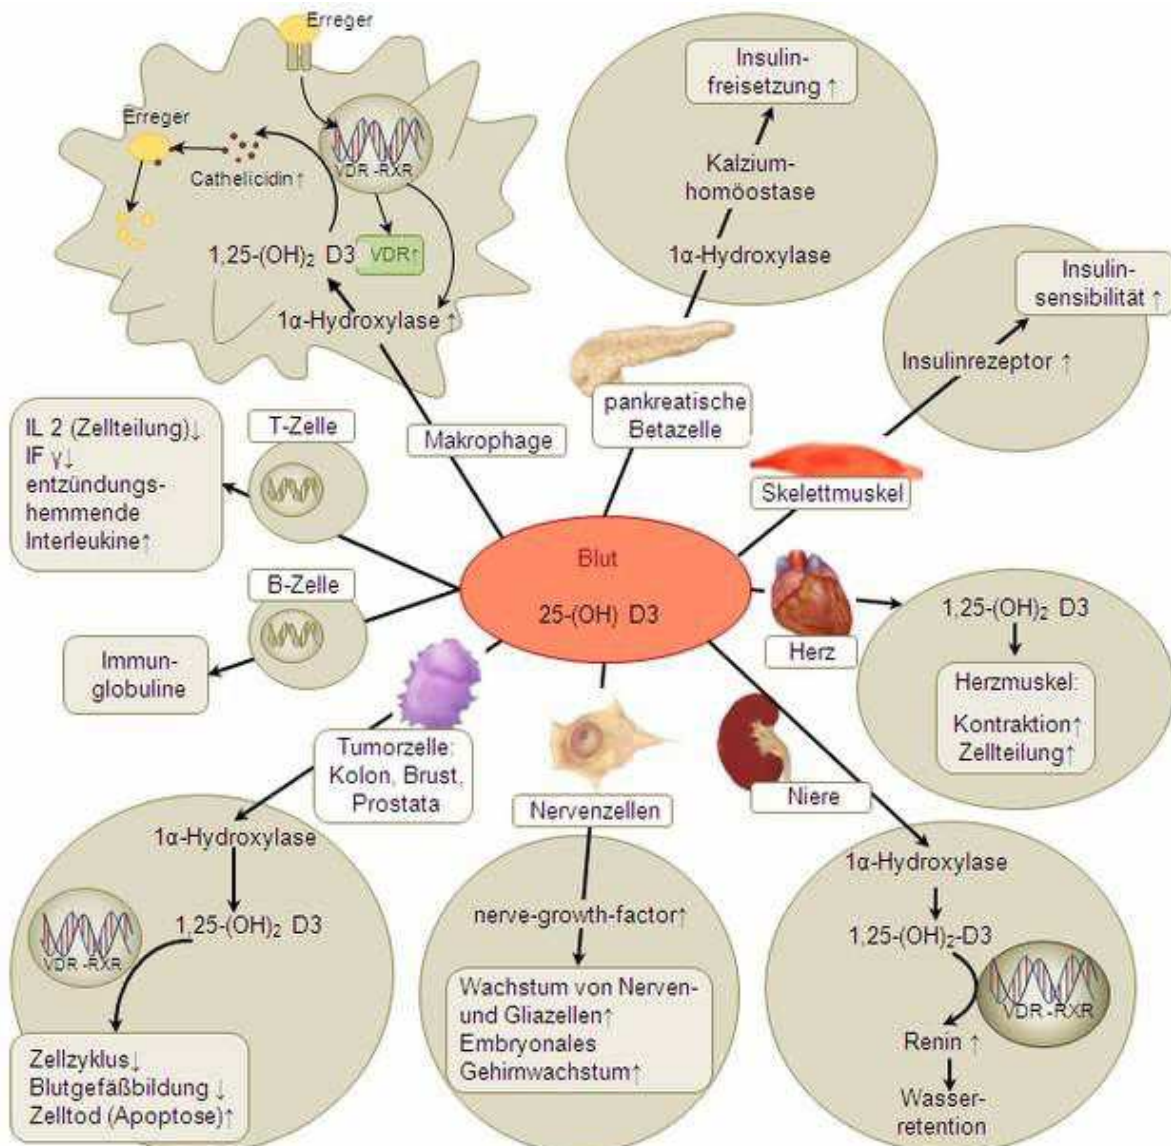 Erreger
Erreger
Cathelicidin↑
VDR -RXR
1,25-(OH)₂ D3
VDR↑
1α-Hydroxylase↑
Makrophage
Insulin-
freisetzung ↑
Kalzium-
homöostase
1α-Hydroxylase
pankreatische
Betazelle
Insulin-
sensibilität ↑
Insulinrezeptor ↑
Skelettmuskel
IL 2 (Zellteilung)↓
IF γ↓
entzündungs-
hemmende
Interleukine↑
T-Zelle
B-Zelle
Immun-
globuline
Blut
25-(OH) D3
Herz
1,25-(OH)₂ D3
Herzmuskel:
Kontraktion↑
Zellteilung↑
Tumorzelle:
Kolon, Brust,
Prostata
1α-Hydroxylase
1,25-(OH)₂ D3
VDR -RXR
Zellzyklus↓
Blutgefäßbildung ↓
Zelltod (Apoptose)↑
Nervenzellen
nerve-growth-factor↑
Wachstum von Nerven-
und Gliazellen↑
Embryonales
Gehirnwachstum↑
Niere
1α-Hydroxylase
1,25-(OH)₂-D3
VDR -RXR
Renin ↑
Wasser-
retention